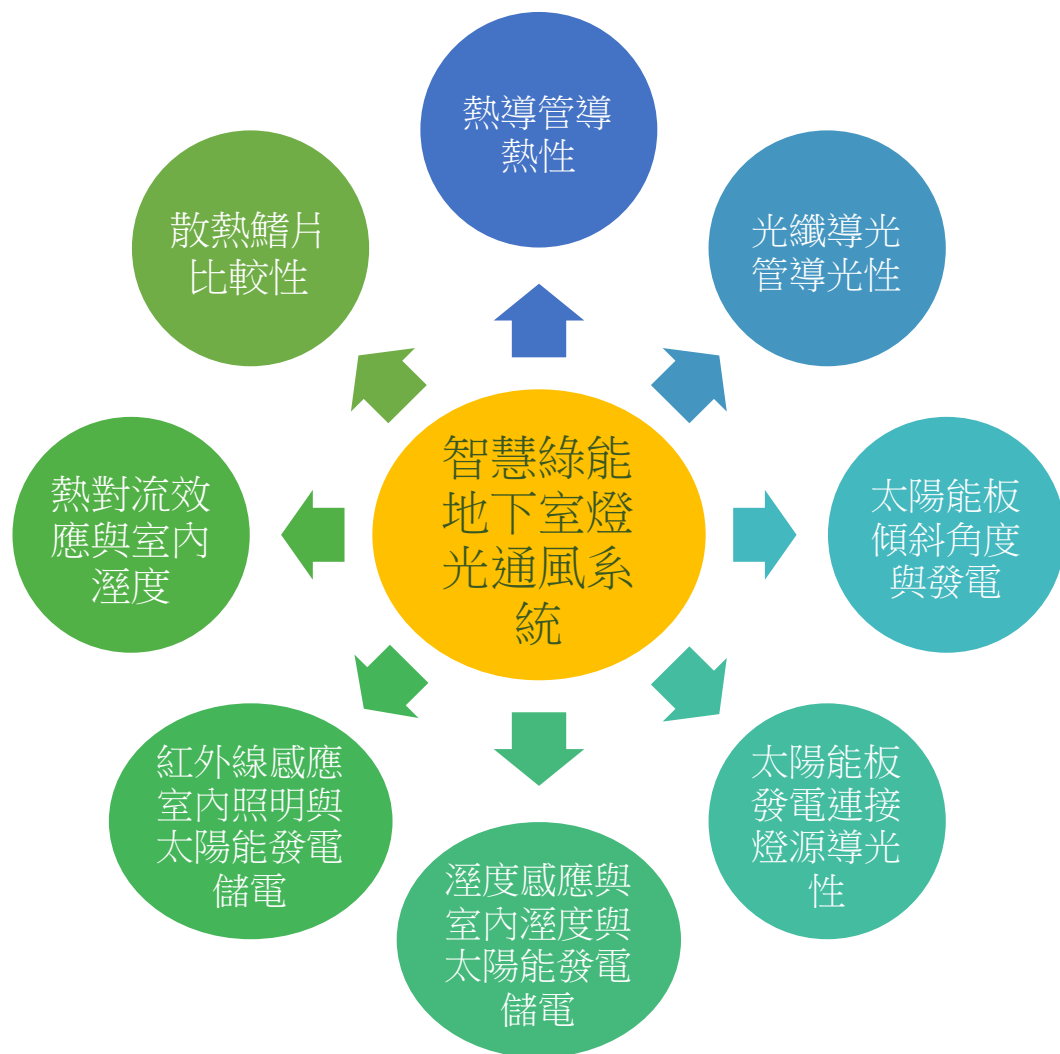 熱導管導
熱性
光纖導光
管導光性
太陽能板
傾斜角度
與發電
太陽能板
發電連接
燈源導光
性
溼度感應與
室內溼度與
太陽能發電
儲電
紅外線感應
室內照明與
太陽能發電
儲電
熱對流效
應與室內
溼度
散熱鰭片
比較性
智慧綠能
地下室燈
光通風系
統